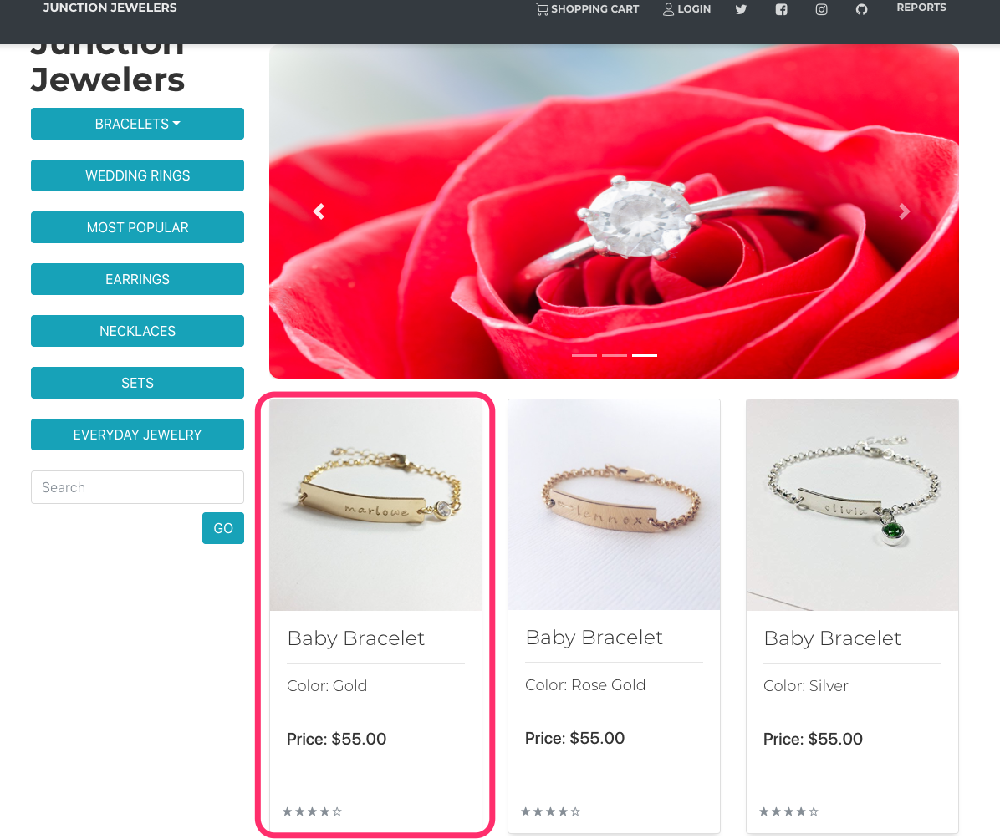 JUNCTION JEWELERS
SHOPPING CART
LOGIN
REPORTS
Junction
Jewelers
BRACELETS
WEDDING RINGS
MOST POPULAR
EARRINGS
NECKLACES
SETS
EVERYDAY JEWELRY
Search
GO
marlowe
Baby Bracelet
Color: Gold
Price: $55.00
lennox
Baby Bracelet
Color: Rose Gold
Price: $55.00
olivia
Baby Bracelet
Color: Silver
Price: $55.00